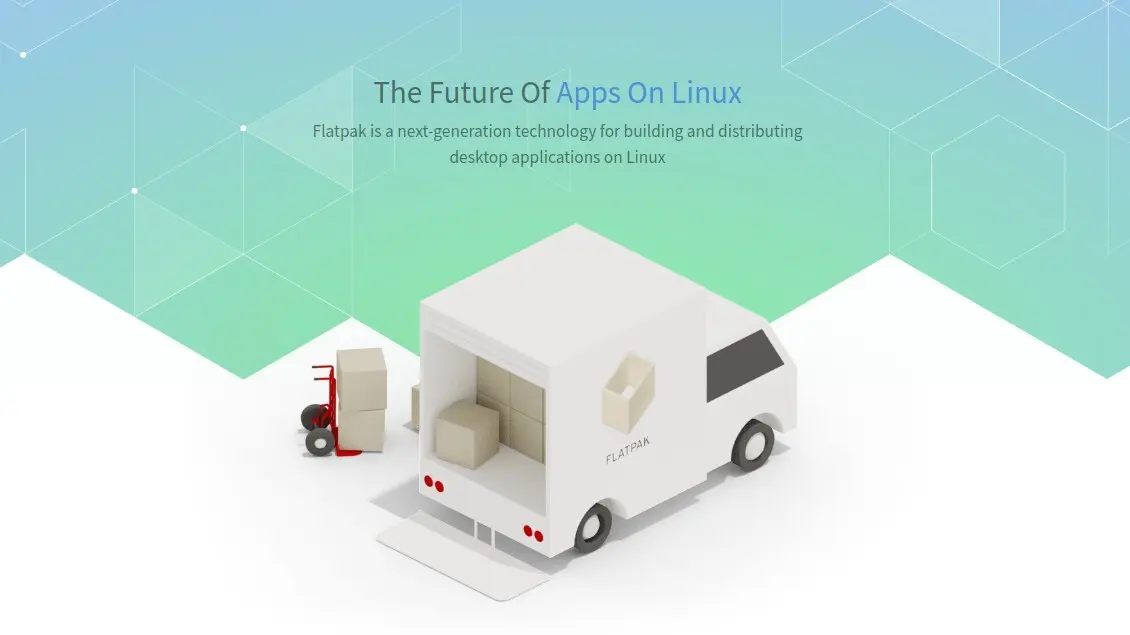 The Future Of Apps On Linux
Flatpak is a next-generation technology for building and distributing
desktop applications on Linux
FLATPAK